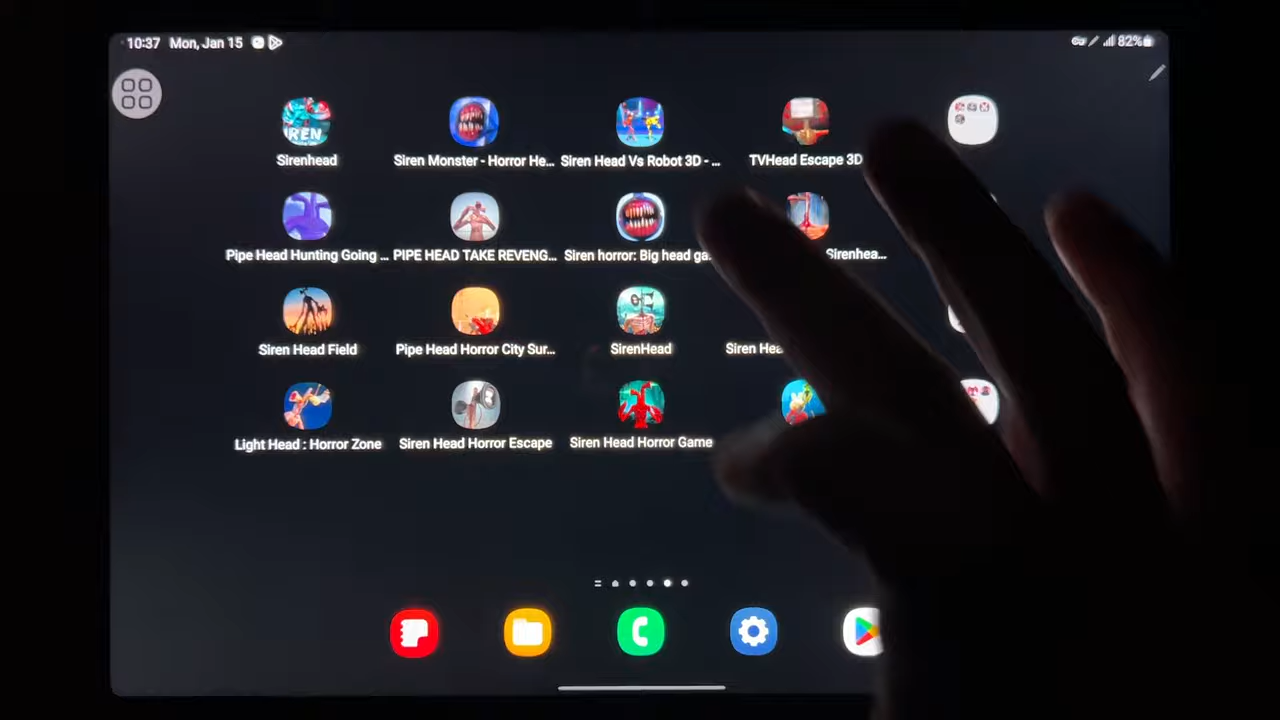 10:37 Mon, Jan 15
82%
REN
Sirenhead
Siren Monster - Horror He...
Siren Head Vs Robot 3D - ...
TVHead Escape 3D
Pipe Head Hunting Going ...
PIPE HEAD TAKE REVENG...
Siren horror: Big head ga
Sirenhea...
Siren Head Field
Pipe Head Horror City Sur...
SirenHead
Siren Hea
Light Head : Horror Zone
Siren Head Horror Escape
Siren Head Horror Game